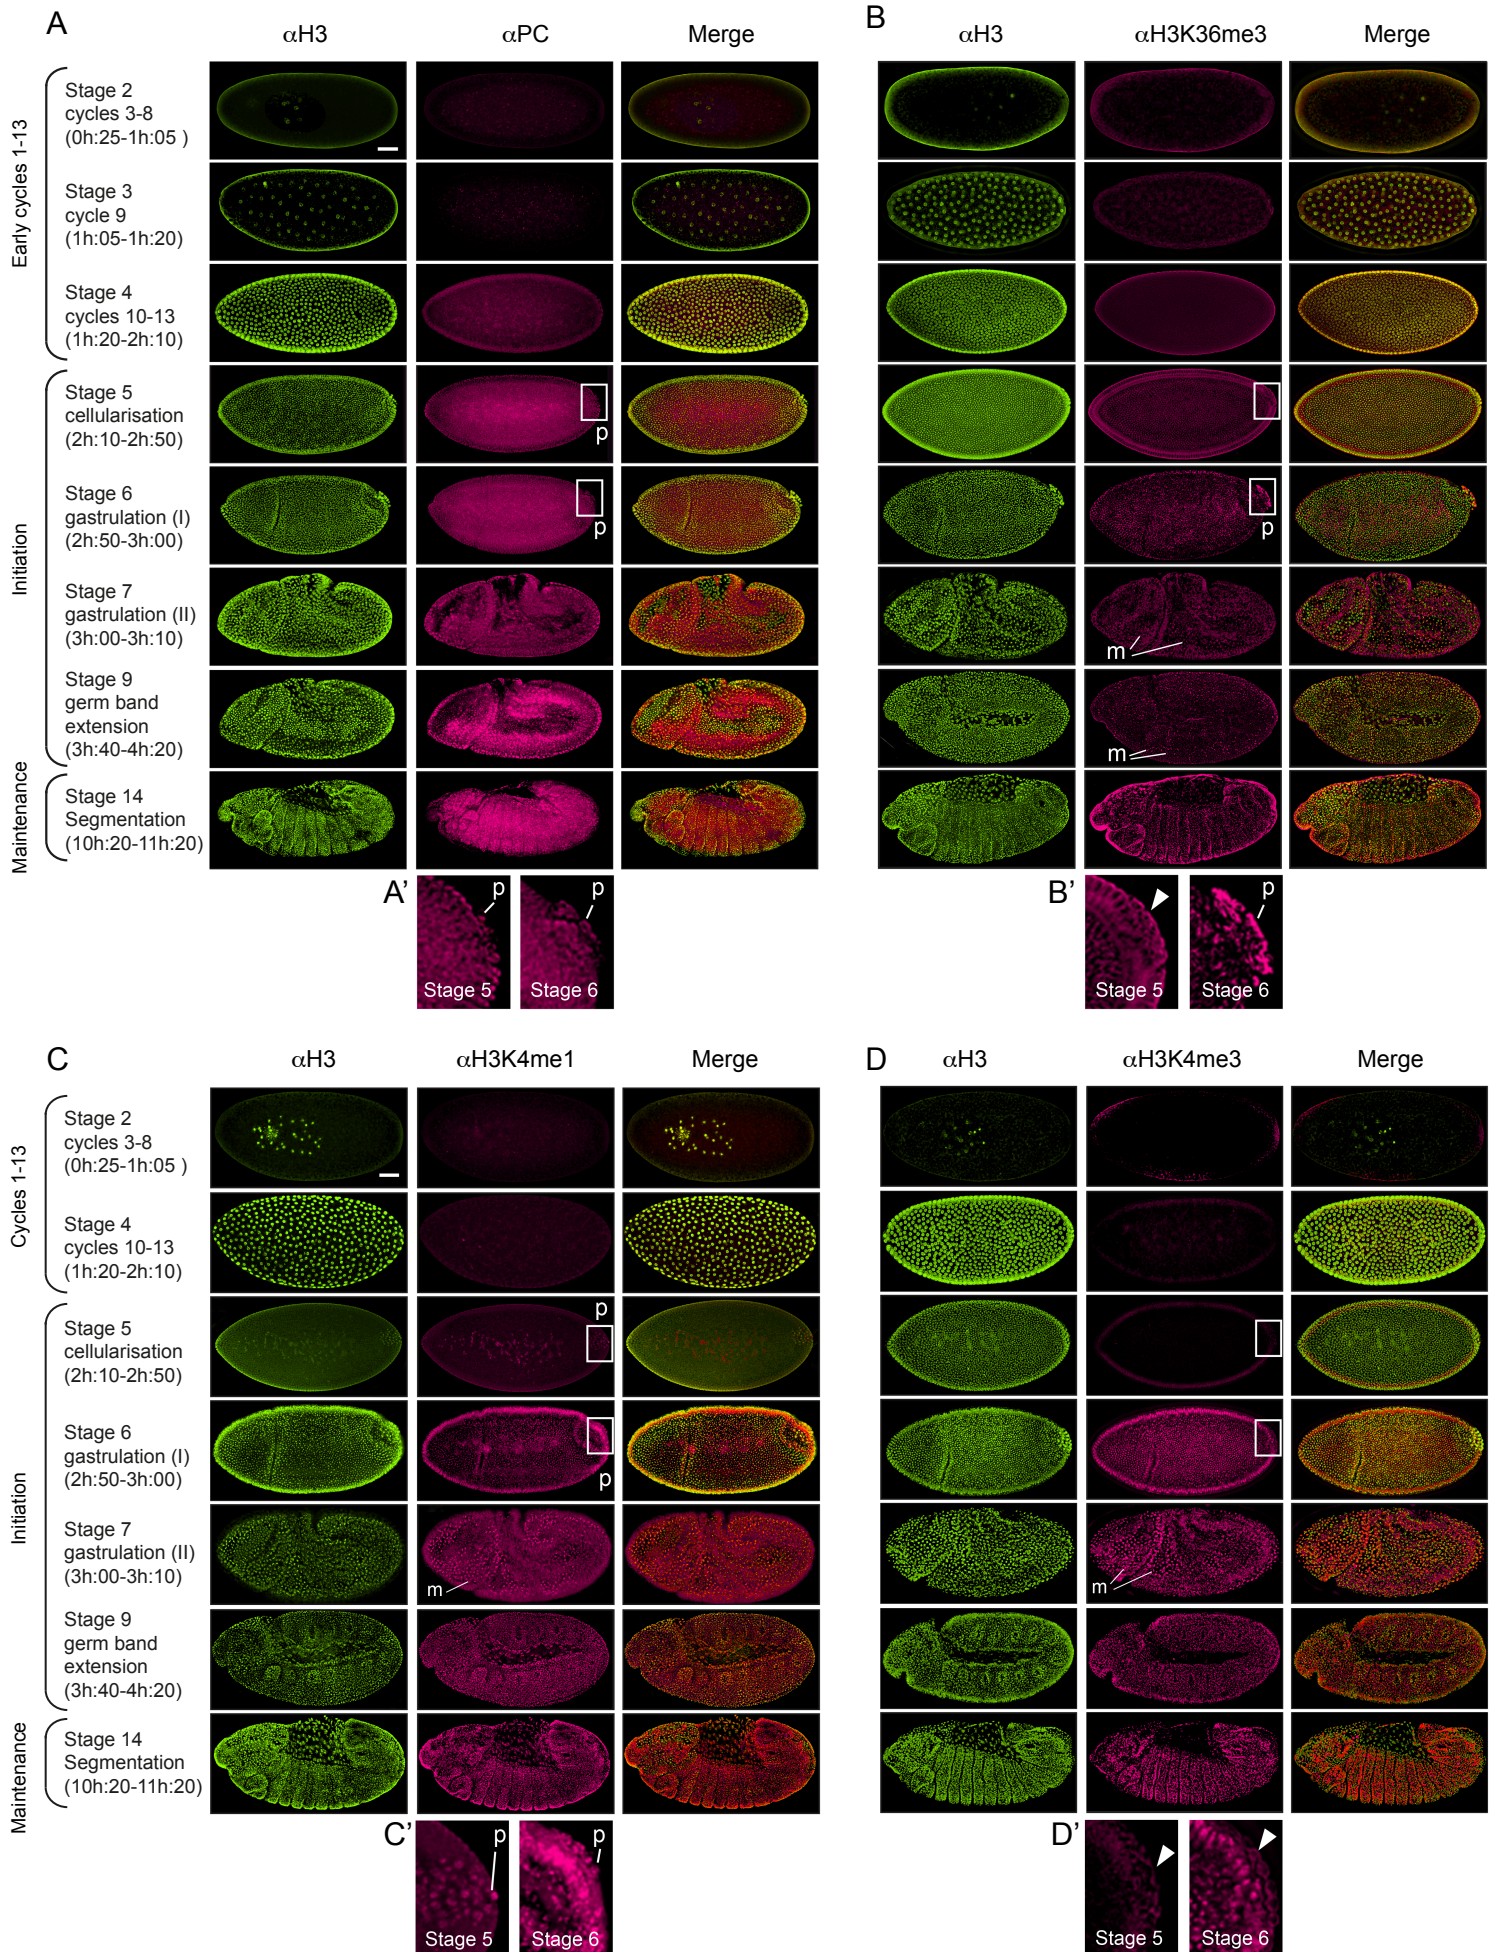 A
αH3
αPC
Merge
Early cycles 1-13
Stage 2
cycles 3-8
(0h:25-1h:05 )
Stage 3
cycle 9
(1h:05-1h:20)
Stage 4
cycles 10-13
(1h:20-2h:10)
Initiation
Stage 5
cellularisation
(2h:10-2h:50)
p
Stage 6
gastrulation (I)
(2h:50-3h:00)
p
Stage 7
gastrulation (II)
(3h:00-3h:10)
Stage 9
germ band
extension
(3h:40-4h:20)
Maintenance
Stage 14
Segmentation
(10h:20-11h:20)
A’
p
Stage 5
p
Stage 6
B
αH3
αH3K36me3
Merge
p
m
m
B’
Stage 5
p
Stage 6
C
αH3
αH3K4me1
Merge
Cycles 1-13
Stage 2
cycles 3-8
(0h:25-1h:05 )
Stage 4
cycles 10-13
(1h:20-2h:10)
Initiation
Stage 5
cellularisation
(2h:10-2h:50)
p
Stage 6
gastrulation (I)
(2h:50-3h:00)
p
Stage 7
gastrulation (II)
(3h:00-3h:10)
m
Stage 9
germ band
extension
(3h:40-4h:20)
Maintenance
Stage 14
Segmentation
(10h:20-11h:20)
C’
p
Stage 5
p
Stage 6
D
αH3
αH3K4me3
Merge
m
D’
Stage 5
Stage 6